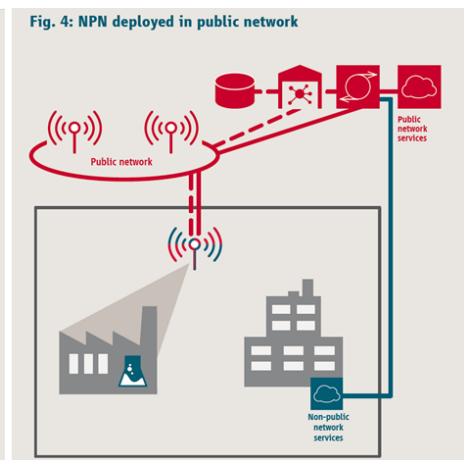 Fig. 4: NPN deployed in public network
Public
network
services
Public network
Non-public
network
services